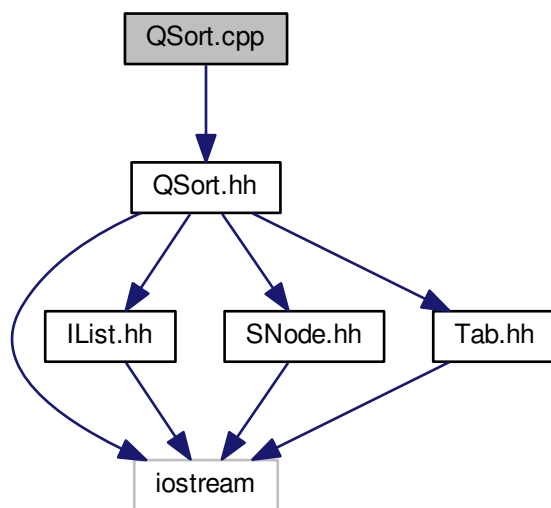 QSort.cpp
QSort.hh
IList.hh
SNode.hh
Tab.hh
iostream